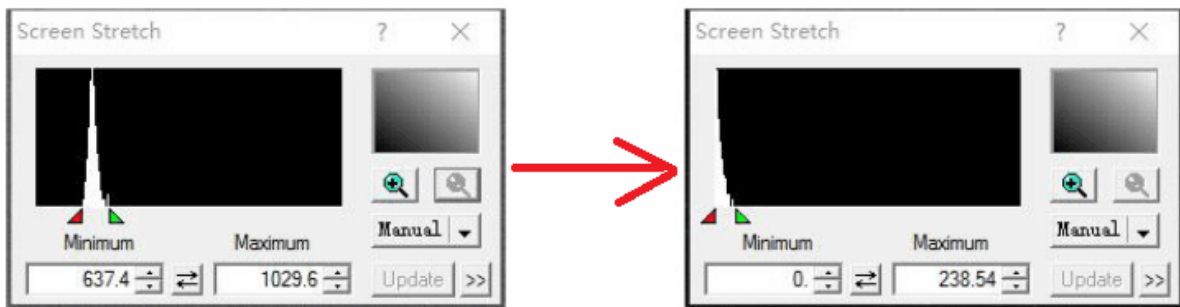 Screen Stretch ? ×
Minimum Maximum Manual
637.4 1029.6 Update >>
Screen Stretch ? ×
Minimum Maximum Manual
0. 238.54 Update >>